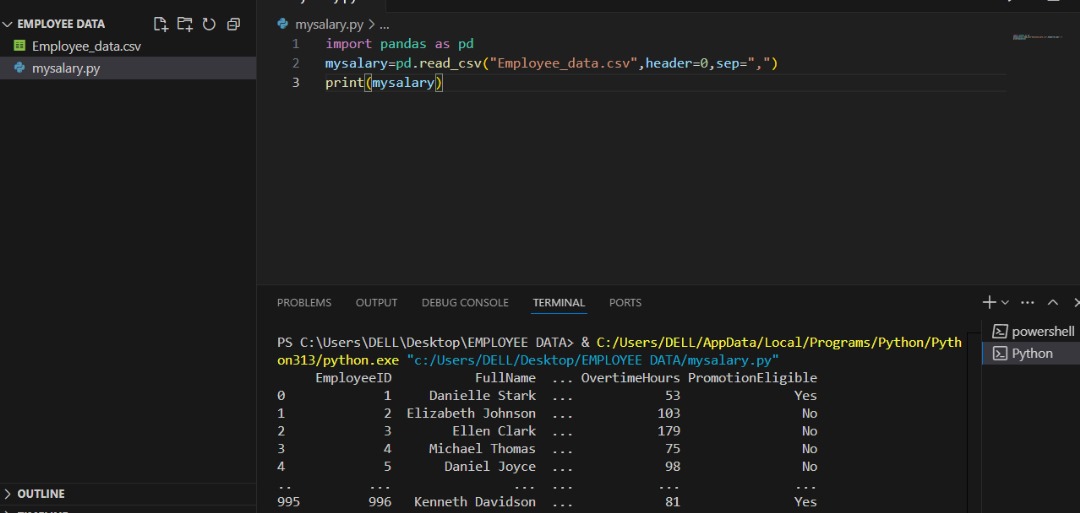 EMPLOYEE DATA
Employee_data.csv
mysalary.py
OUTLINE
mysalary.py > ...
1 import pandas as pd
2 mysalary=pd.read_csv("Employee_data.csv",header=0,sep=",")
3 print(mysalary)
PROBLEMS OUTPUT DEBUG CONSOLE TERMINAL PORTS
powershell
Python
PS C:\Users\DELL\Desktop\EMPLOYEE DATA> & C:/Users/DELL/AppData/Local/Programs/Python/Pyth
on313/python.exe "c:/Users/DELL/Desktop/EMPLOYEE DATA/mysalary.py"
EmployeeID FullName ... OvertimeHours PromotionEligible
0 1 Danielle Stark ... 53 Yes
1 2 Elizabeth Johnson ... 103 No
2 3 Ellen Clark ... 179 No
3 4 Michael Thomas ... 75 No
4 5 Daniel Joyce ... 98 No
.. ... ... ... ... ...
995 996 Kenneth Davidson ... 81 Yes